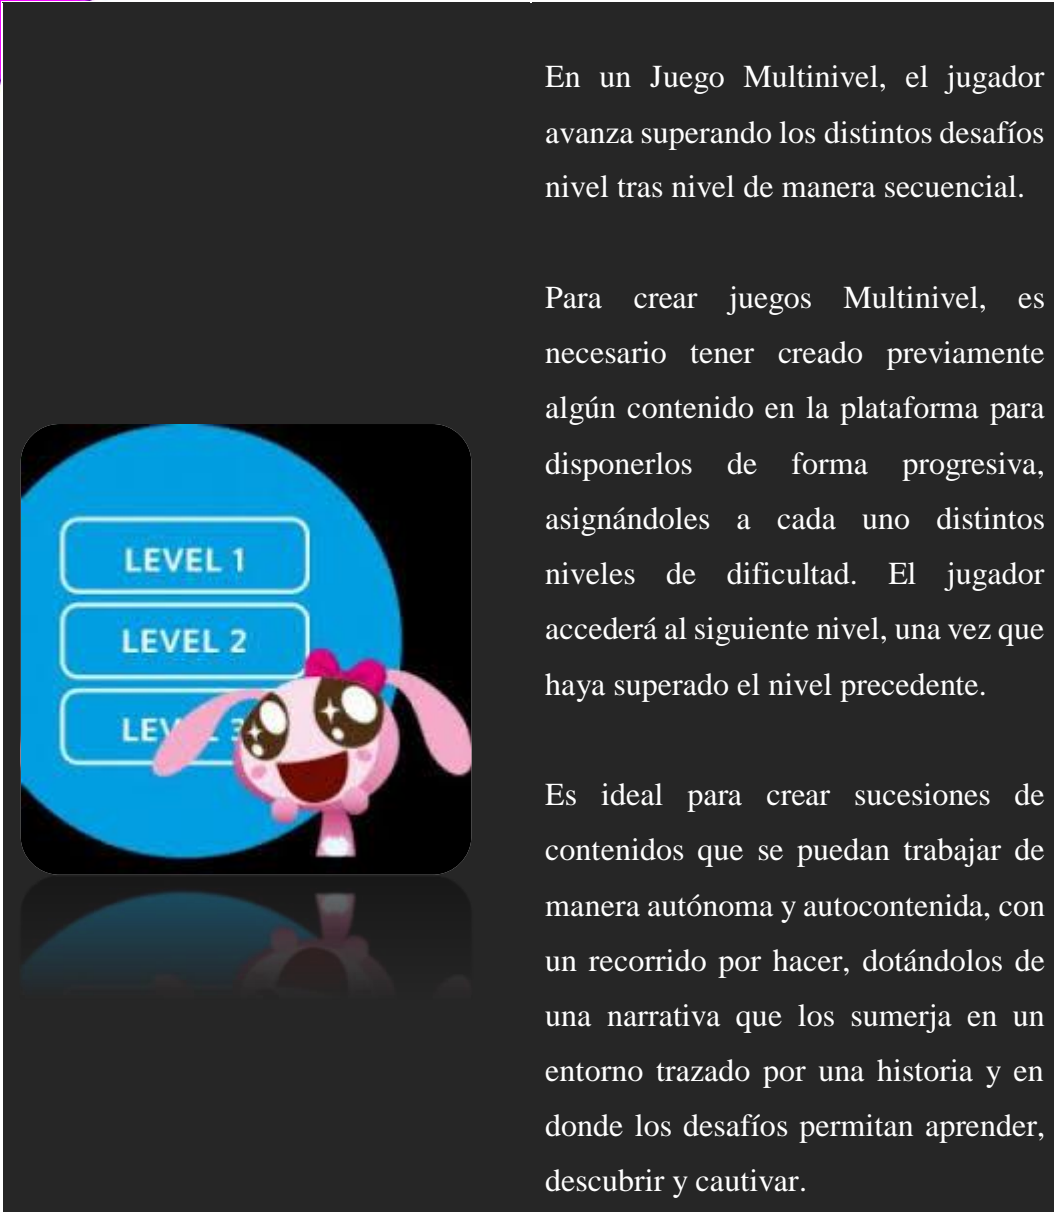 LEVEL 1
LEVEL 2
LEV 3
En un Juego Multinivel, el jugador
avanza superando los distintos desafíos
nivel tras nivel de manera secuencial.
Para crear juegos Multinivel, es
necesario tener creado previamente
algún contenido en la plataforma para
disponerlos de forma progresiva,
asignándoles a cada uno distintos
niveles de dificultad. El jugador
accederá al siguiente nivel, una vez que
haya superado el nivel precedente.
Es ideal para crear sucesiones de
contenidos que se puedan trabajar de
manera autónoma y autocontenida, con
un recorrido por hacer, dotándolos de
una narrativa que los sumerja en un
entorno trazado por una historia y en
donde los desafíos permitan aprender,
descubrir y cautivar.